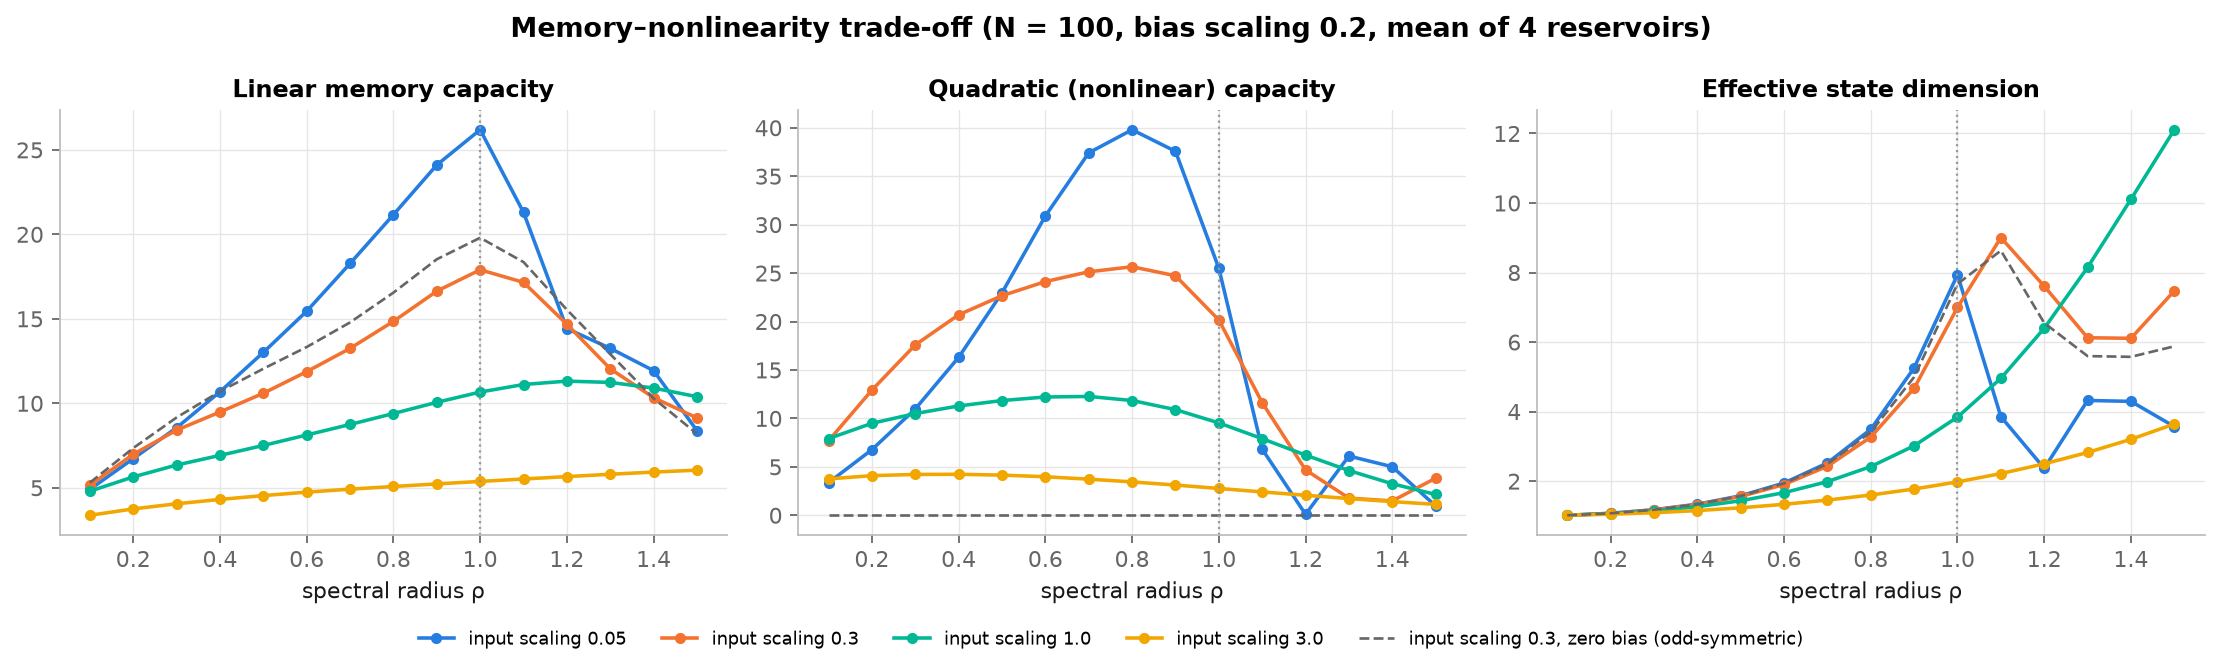 Memory–nonlinearity trade-off (N = 100, bias scaling 0.2, mean of 4 reservoirs)
Linear memory capacity
25
20
15
10
5
0.2 0.4 0.6 0.8 1.0 1.2 1.4
spectral radius ρ
Quadratic (nonlinear) capacity
40
35
30
25
20
15
10
5
0
0.2 0.4 0.6 0.8 1.0 1.2 1.4
spectral radius ρ
Effective state dimension
12
10
8
6
4
2
0.2 0.4 0.6 0.8 1.0 1.2 1.4
spectral radius ρ
input scaling 0.05 input scaling 0.3 input scaling 1.0 input scaling 3.0 input scaling 0.3, zero bias (odd-symmetric)